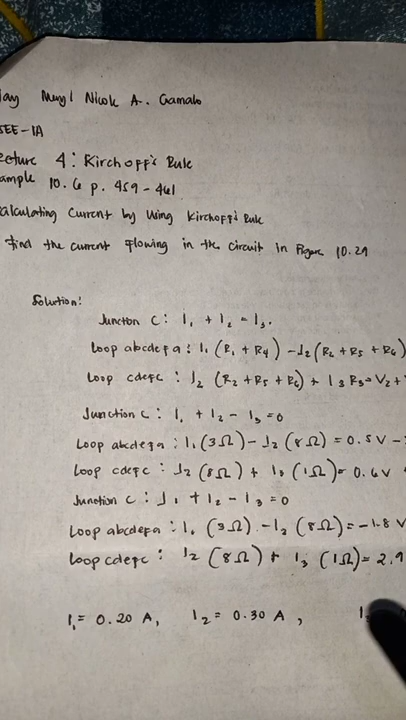 Meryl Nicole A. Gamalo
SEE-1A
ecture 4: Kirchoff's Rule
ample 10.6 p. 459 - 461
alculating Current by Using Kirchoff's Rule
Find the current flowing in the circuit in Figure 10.29
Solution:
Junction C: I₁ + I₂ = I₃.
Loop abcdefa: I₁ (R₁ + R₄) - I₂ (R₂ + R₅ + R₆)
Loop cdefc: I₂ (R₂ + R₅ + R₆) + I₃ R₃ = V₂ +
Junction c: I₁ + I₂ - I₃ = 0
Loop abcdefa: I₁ (3Ω) - I₂ (8Ω) = 0.5 V -
Loop cdefc: I₂ (8Ω) + I₃ (1Ω) = 0.6 V
Junction c: I₁ + I₂ - I₃ = 0
Loop abcdefa: I₁ (3Ω) - I₂ (8Ω) = -1.8 V
Loop cdefc: I₂ (8Ω) + I₃ (1Ω) = 2.9
I₁ = 0.20 A, I₂ = 0.30 A,